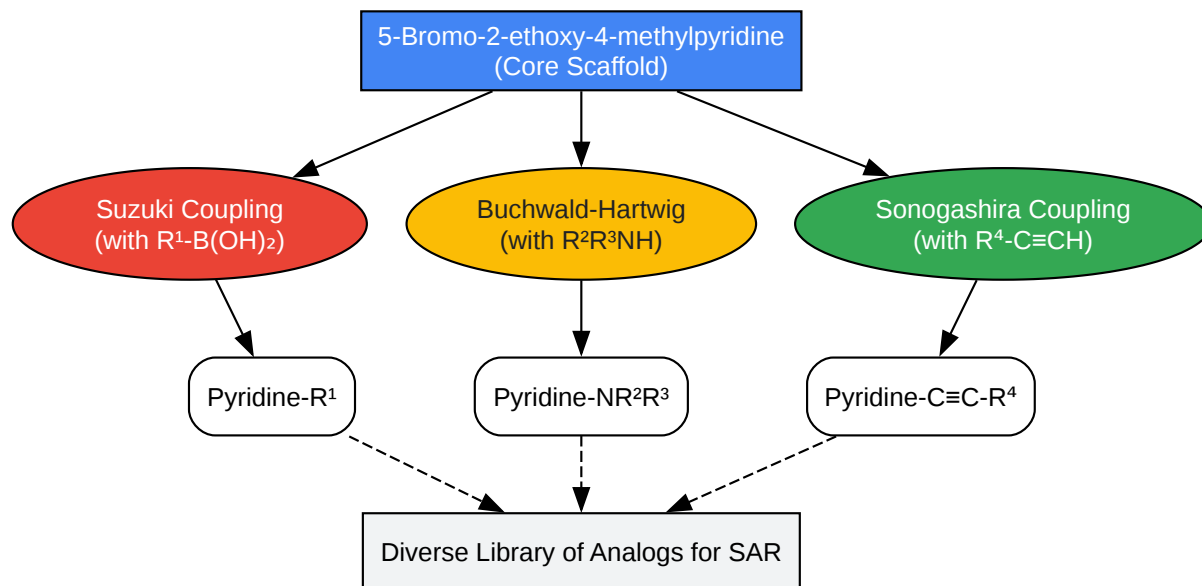 5-Bromo-2-ethoxy-4-methylpyridine
(Core Scaffold)
Suzuki Coupling
(with R¹-B(OH)₂)
Buchwald-Hartwig
(with R²R³NH)
Sonogashira Coupling
(with R⁴-C≡CH)
Pyridine-R¹
Pyridine-NR²R³
Pyridine-C≡C-R⁴
Diverse Library of Analogs for SAR